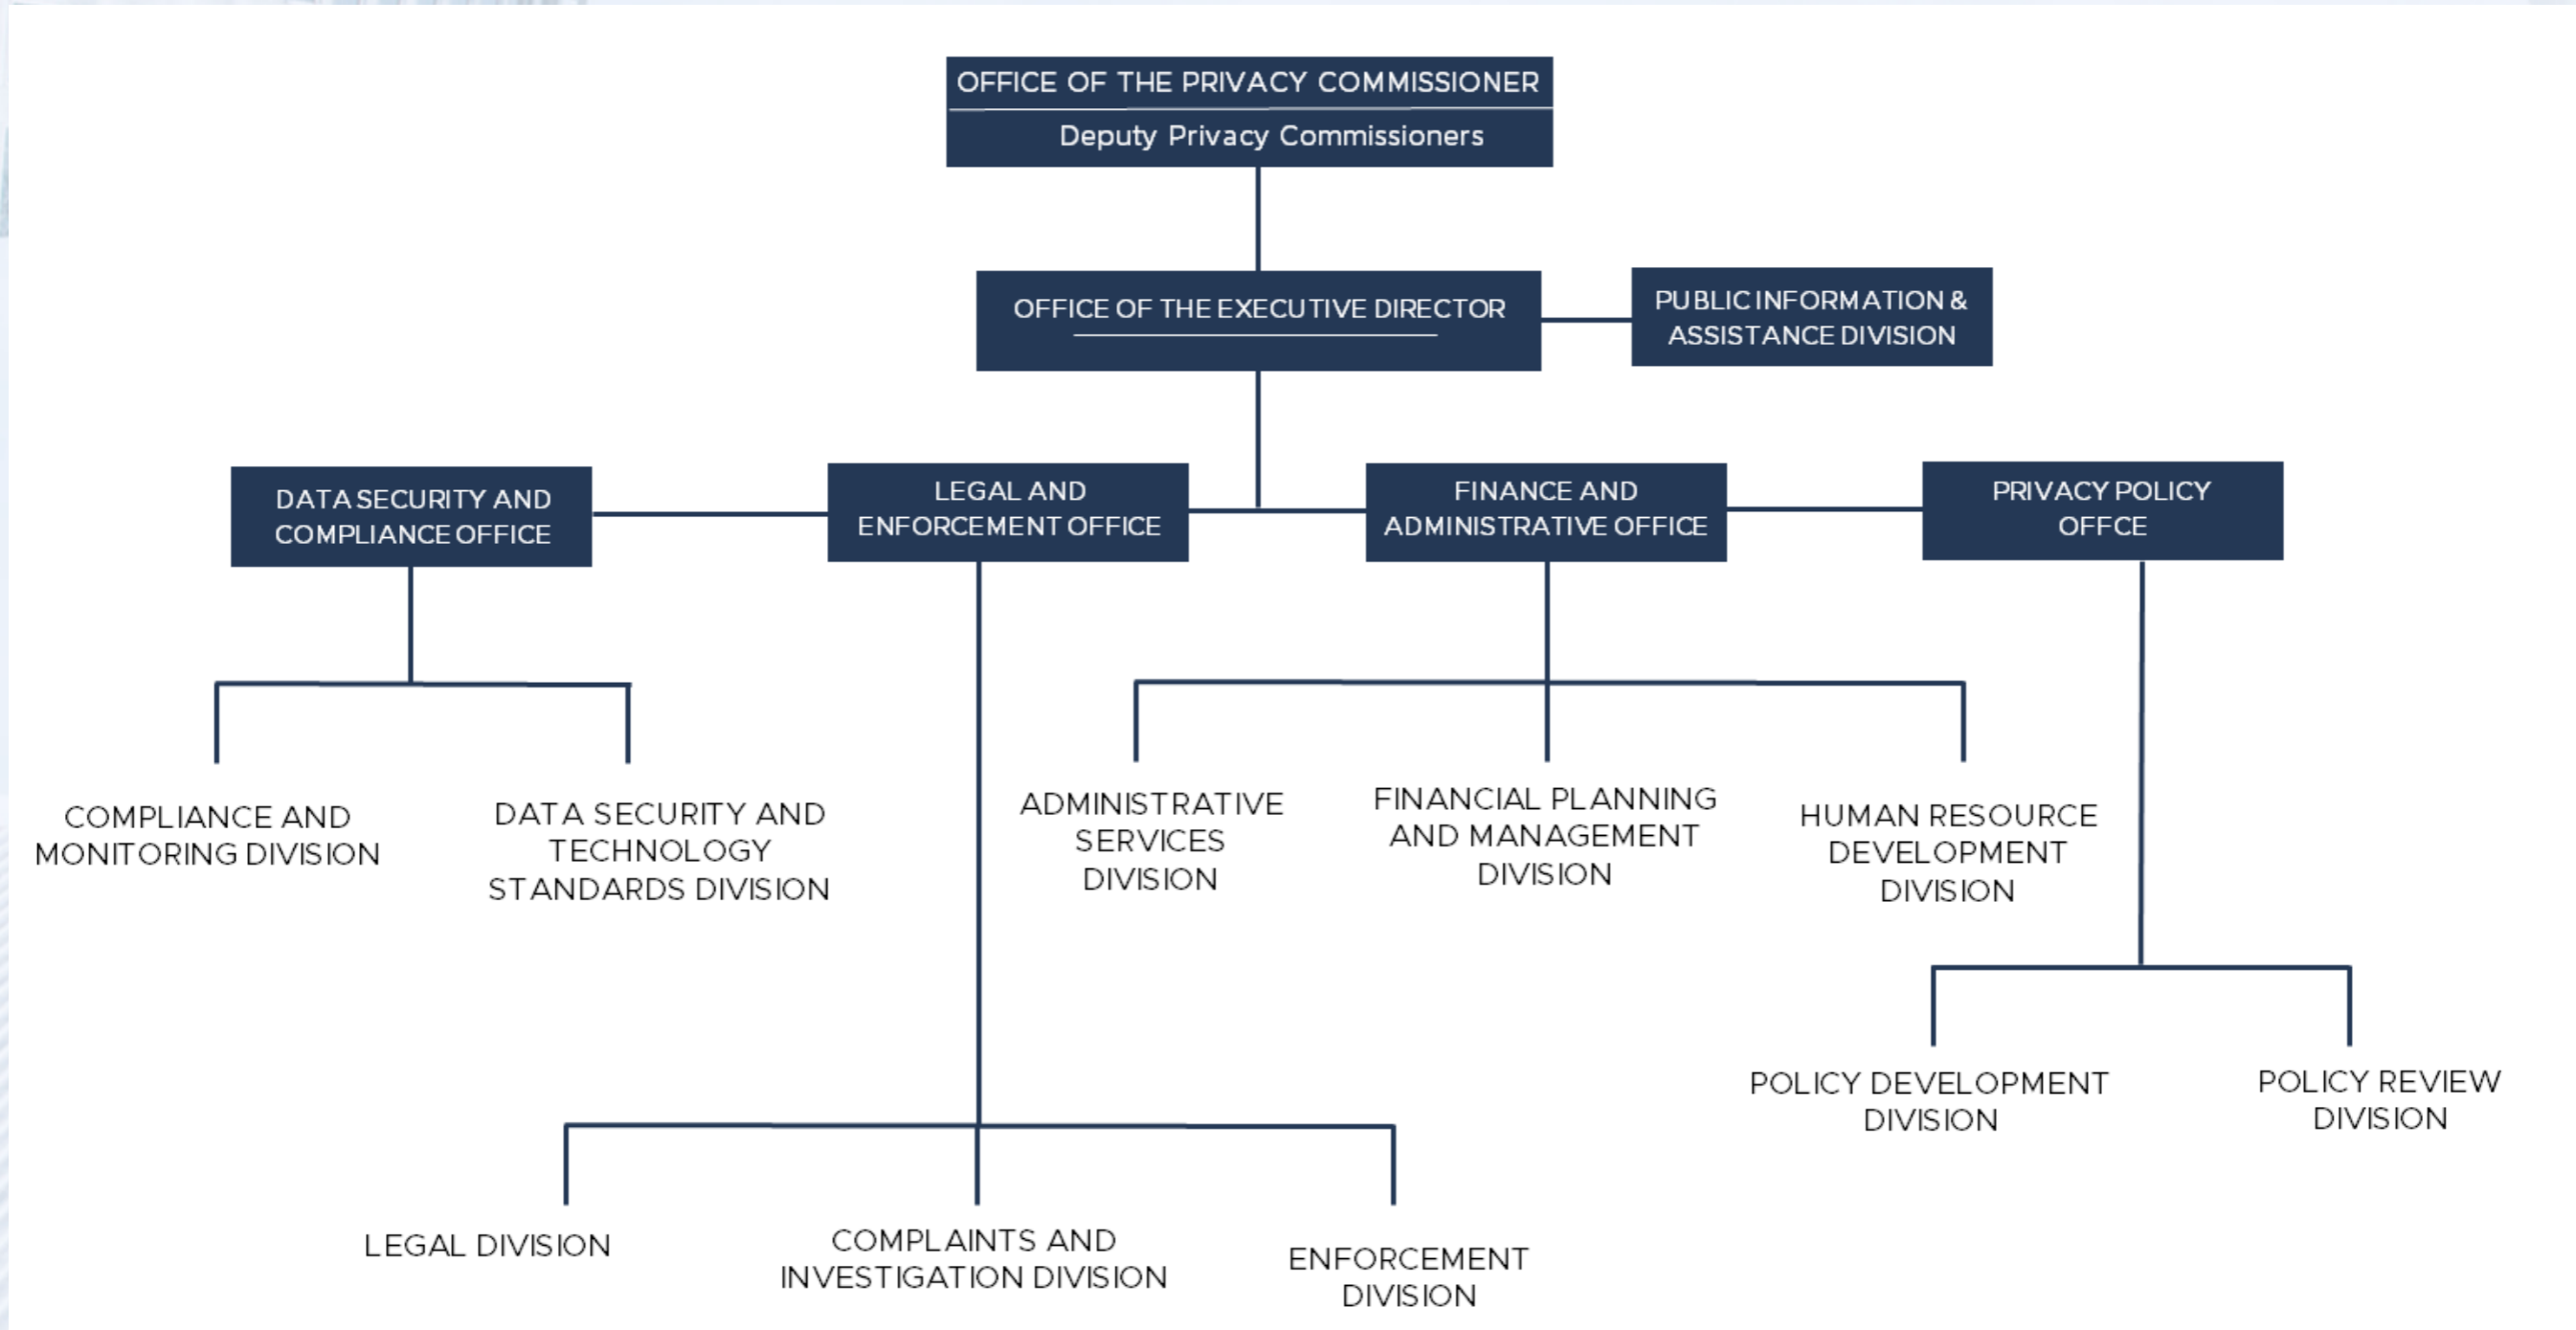 OFFICE OF THE PRIVACY COMMISSIONER
Deputy Privacy Commissioners
OFFICE OF THE EXECUTIVE DIRECTOR
PUBLIC INFORMATION &
ASSISTANCE DIVISION
DATA SECURITY AND
COMPLIANCE OFFICE
LEGAL AND
ENFORCEMENT OFFICE
FINANCE AND
ADMINISTRATIVE OFFICE
PRIVACY POLICY
OFFCE
COMPLIANCE AND
MONITORING DIVISION
DATA SECURITY AND
TECHNOLOGY
STANDARDS DIVISION
ADMINISTRATIVE
SERVICES
DIVISION
FINANCIAL PLANNING
AND MANAGEMENT
DIVISION
HUMAN RESOURCE
DEVELOPMENT
DIVISION
POLICY DEVELOPMENT
DIVISION
POLICY REVIEW
DIVISION
LEGAL DIVISION
COMPLAINTS AND
INVESTIGATION DIVISION
ENFORCEMENT
DIVISION